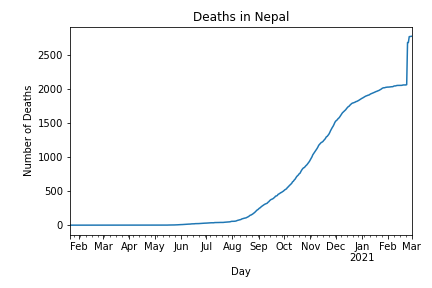 Deaths in Nepal
Number of Deaths
2500
2000
1500
1000
500
0
Feb Mar Apr May Jun Jul Aug Sep Oct Nov Dec Jan Feb Mar
2021
Day